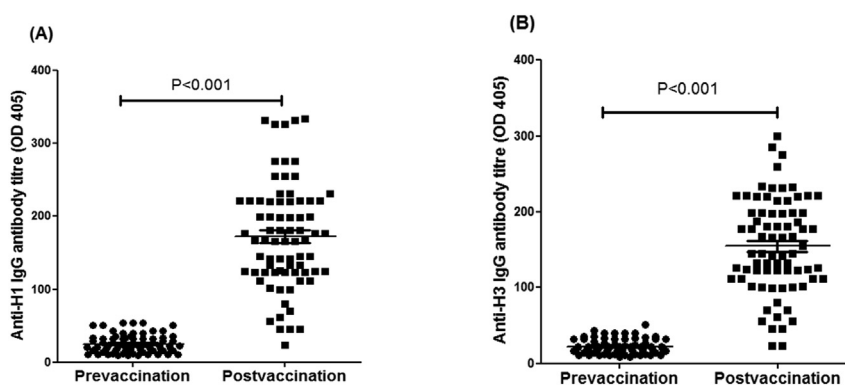 (A)
P<0.001
Anti-H1 IgG antibody titre (OD 405)
400
300
200
100
0
Prevaccination Postvaccination
(B)
P<0.001
Anti-H3 IgG antibody titre (OD 405)
400
300
200
100
0
Prevaccination Postvaccination